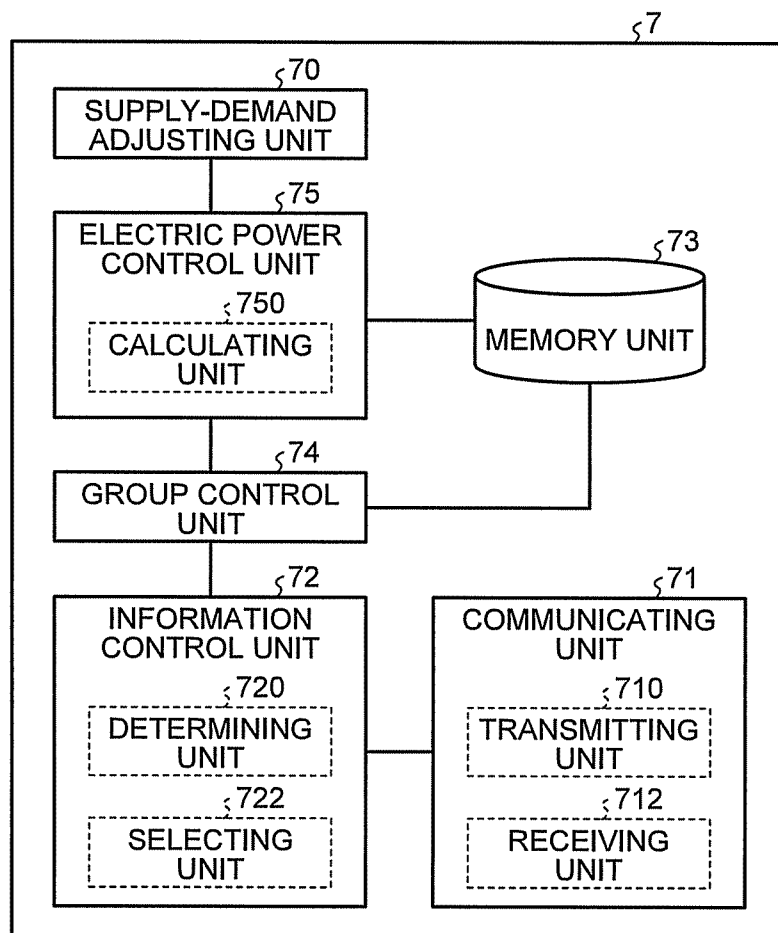 7
70
SUPPLY-DEMAND
ADJUSTING UNIT
75
ELECTRIC POWER
CONTROL UNIT
750
CALCULATING
UNIT
73
MEMORY UNIT
74
GROUP CONTROL
UNIT
72
INFORMATION
CONTROL UNIT
720
DETERMINING
UNIT
722
SELECTING
UNIT
71
COMMUNICATING
UNIT
710
TRANSMITTING
UNIT
712
RECEIVING
UNIT